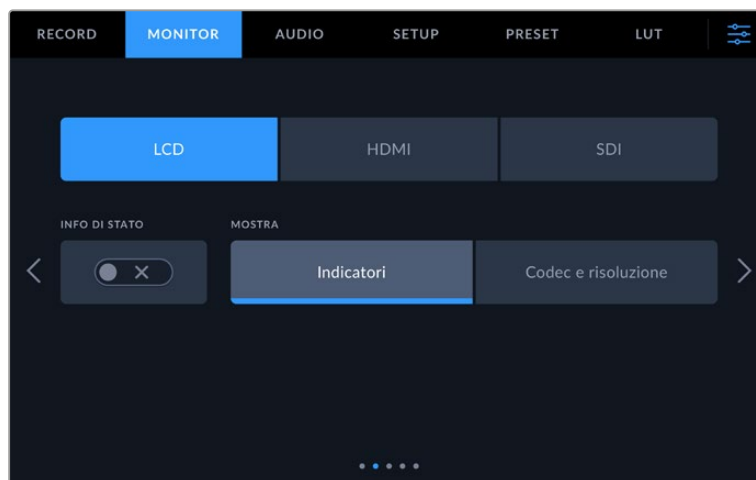 RECORD MONITOR AUDIO SETUP PRESET LUT
LCD HDMI SDI
INFO DI STATO MOSTRA
Indicatori Codec e risoluzione